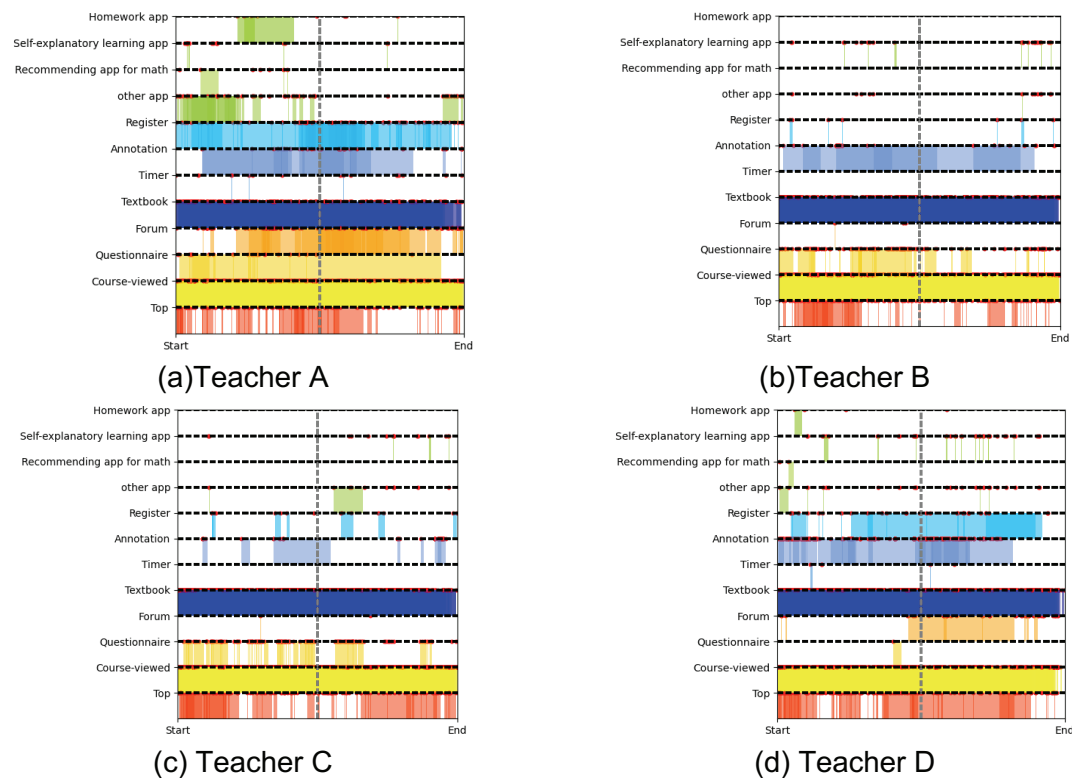 Homework app
Self-explanatory learning app
Recommending app for math
other app
Register
Annotation
Timer
Textbook
Forum
Questionnaire
Course-viewed
Top
Start End
(a)Teacher A
Homework app
Self-explanatory learning app
Recommending app for math
other app
Register
Annotation
Timer
Textbook
Forum
Questionnaire
Course-viewed
Top
Start End
(b)Teacher B
Homework app
Self-explanatory learning app
Recommending app for math
other app
Register
Annotation
Timer
Textbook
Forum
Questionnaire
Course-viewed
Top
Start End
(c) Teacher C
Homework app
Self-explanatory learning app
Recommending app for math
other app
Register
Annotation
Timer
Textbook
Forum
Questionnaire
Course-viewed
Top
Start End
(d) Teacher D